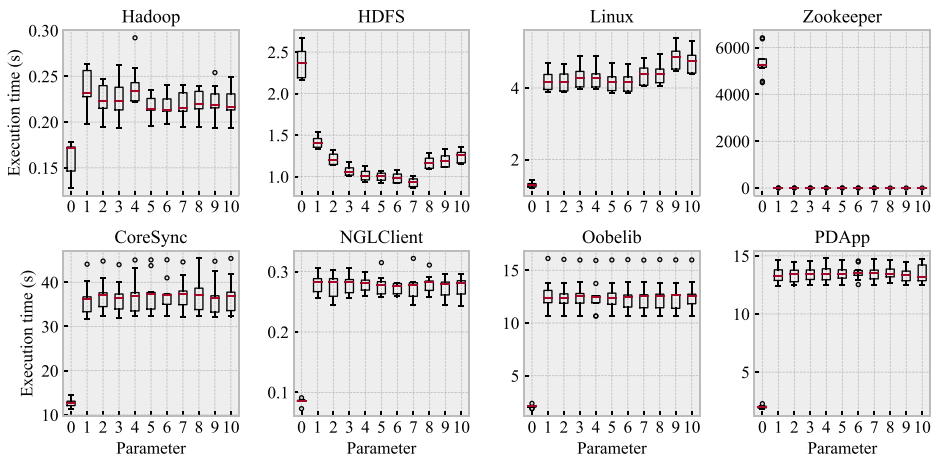 Hadoop HDFS Linux Zookeeper
Execution time (s)
0.30
0.25
0.20
0.15
2.5
2.0
1.5
1.0
4
2
6000
4000
2000
0
0 1 2 3 4 5 6 7 8 9 10
0 1 2 3 4 5 6 7 8 9 10
0 1 2 3 4 5 6 7 8 9 10
0 1 2 3 4 5 6 7 8 9 10
CoreSync NGLClient Oobelib PDApp
Execution time (s)
40
30
20
10
0.3
0.2
0.1
15
10
5
15
10
5
0 1 2 3 4 5 6 7 8 9 10
0 1 2 3 4 5 6 7 8 9 10
0 1 2 3 4 5 6 7 8 9 10
0 1 2 3 4 5 6 7 8 9 10
Parameter Parameter Parameter Parameter